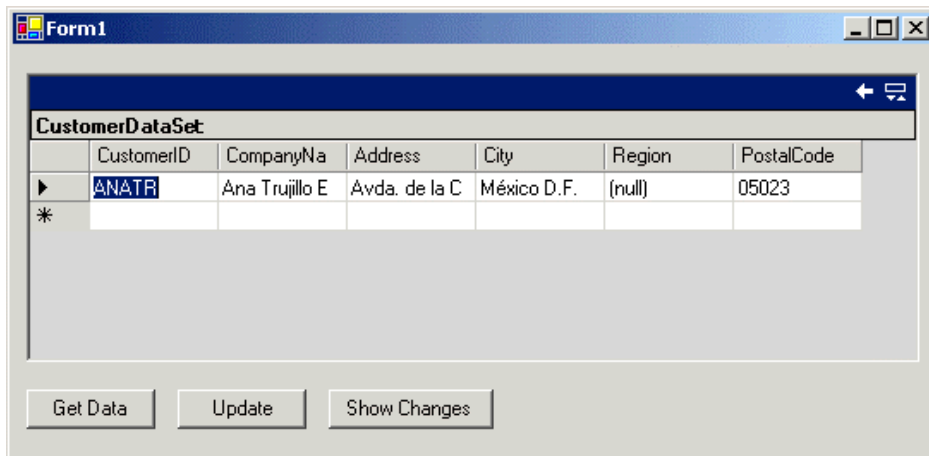 Form1
CustomerDataSet:
CustomerID CompanyNa Address City Region PostalCode
ANATR Ana Trujillo E Avda. de la C México D.F. (null) 05023
Get Data Update Show Changes